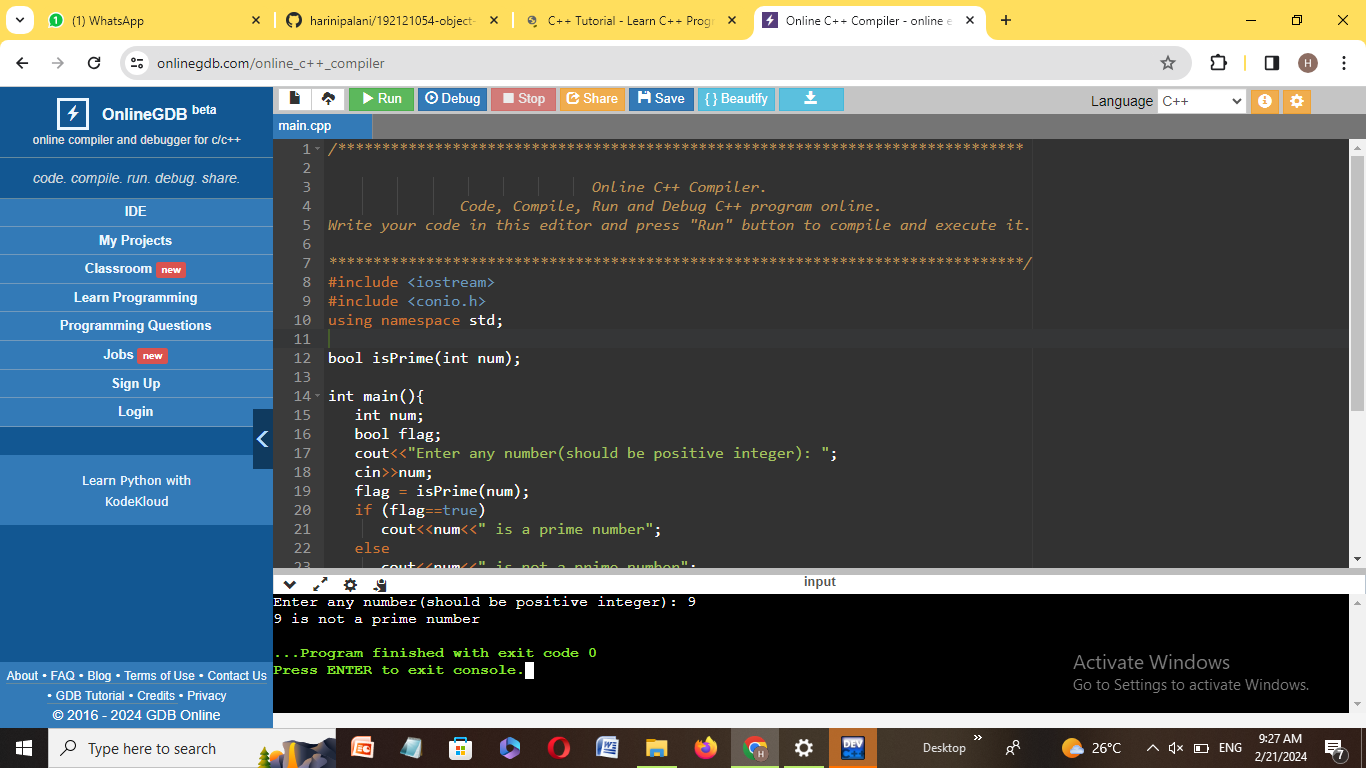 (1) WhatsApp
harinipalani/192121054-object-
C++ Tutorial - Learn C++ Prog
Online C++ Compiler - online e
onlinegdb.com/online_c++_compiler
H
OnlineGDB beta
online compiler and debugger for c/c++
code. compile. run. debug. share.
IDE
My Projects
Classroom new
Learn Programming
Programming Questions
Jobs new
Sign Up
Login
Learn Python with
KodeKloud
About • FAQ • Blog • Terms of Use • Contact Us
• GDB Tutorial • Credits • Privacy
© 2016 - 2024 GDB Online
Run Debug Stop Share Save { } Beautify
Language C++
main.cpp
1 /******************************************************************************
2
3 Online C++ Compiler.
4 Code, Compile, Run and Debug C++ program online.
5 Write your code in this editor and press "Run" button to compile and execute it.
6
7 *******************************************************************************/
8 #include <iostream>
9 #include <conio.h>
10 using namespace std;
11
12 bool isPrime(int num);
13
14 int main(){
15 int num;
16 bool flag;
17 cout<<"Enter any number(should be positive integer): ";
18 cin>>num;
19 flag = isPrime(num);
20 if (flag==true)
21 cout<<num<<" is a prime number";
22 else
23 cout<<num<<" is not a prime number";
input
Enter any number(should be positive integer): 9
9 is not a prime number
...Program finished with exit code 0
Press ENTER to exit console.
Activate Windows
Go to Settings to activate Windows.
Type here to search
DEV
Desktop
26°C
ENG
9:27 AM
2/21/2024
7